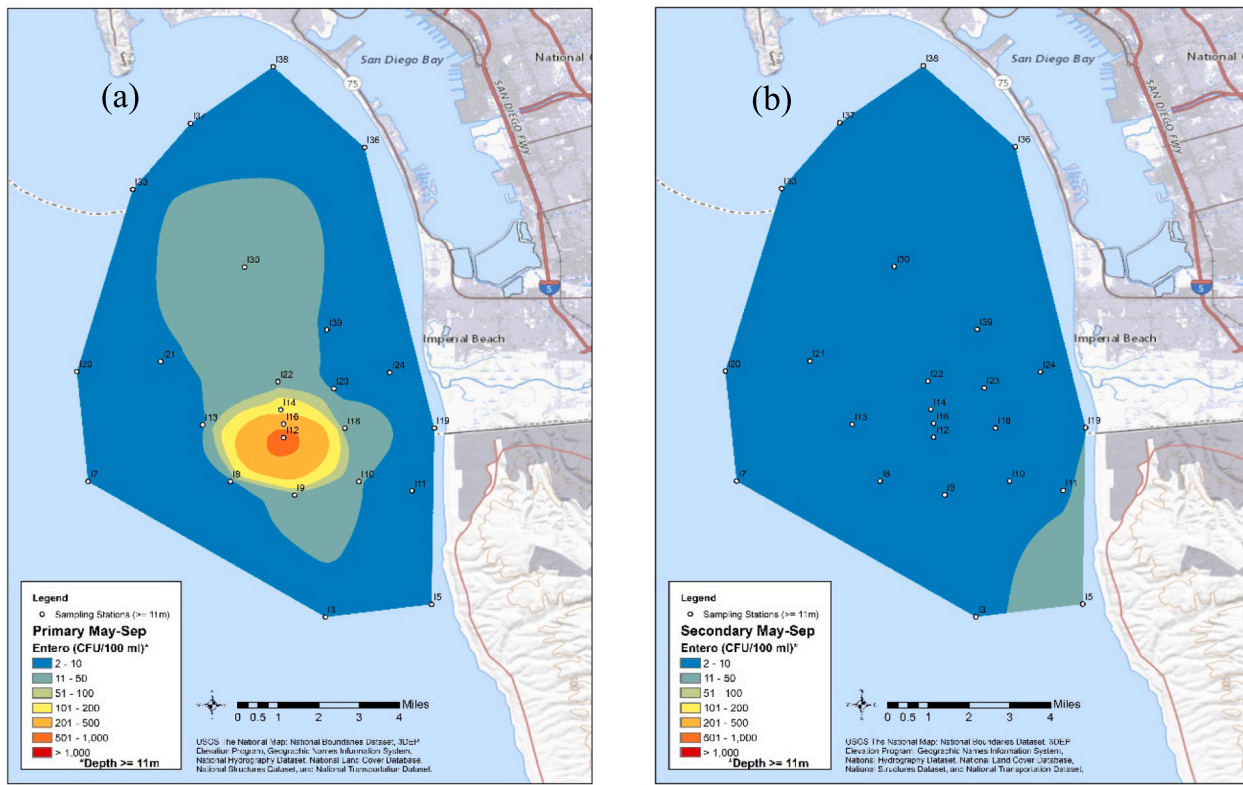 (a)
I38
San Diego Bay
National
75
SAN DIEGO FWY
I37
I36
I33
I30
5
I39
Imperial Beach
I21
I20
I22
I24
I23
I14
I13
I16
I18
I19
I12
I7
I8
I10
I9
I11
I5
I3
Legend
Sampling Stations (>= 11m)
Primary May-Sep
Entero (CFU/100 ml)*
2 - 10
11 - 50
51 - 100
101 - 200
201 - 500
501 - 1,000
> 1,000
*Depth >= 11m
Miles
0 0.5 1 2 3 4
USGS The National Map: National Boundaries Dataset, 3DEP
Elevation Program, Geographic Names Information System,
National Hydrography Dataset, National Land Cover Database,
National Structures Dataset, and National Transportation Dataset.
(b)
I38
San Diego Bay
National
75
SAN DIEGO FWY
I37
I36
I33
I30
5
I39
Imperial Beach
I21
I20
I22
I24
I23
I14
I13
I16
I18
I19
I12
I7
I8
I10
I9
I11
I5
I3
Legend
Sampling Stations (>= 11m)
Secondary May-Sep
Entero (CFU/100 ml)*
2 - 10
11 - 50
51 - 100
101 - 200
201 - 500
501 - 1,000
> 1,000
*Depth >= 11m
Miles
0 0.5 1 2 3 4
USGS The National Map: National Boundaries Dataset, 3DEP
Elevation Program, Geographic Names Information System,
National Hydrography Dataset, National Land Cover Database,
National Structures Dataset, and National Transportation Dataset.